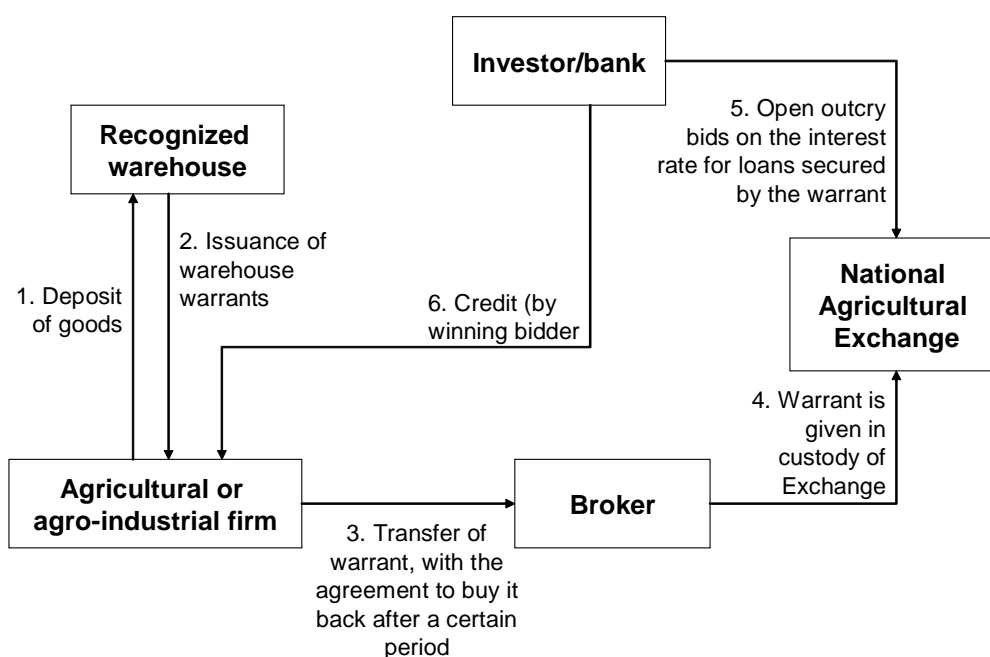 Investor/bank
5. Open outcry
bids on the interest
rate for loans secured
by the warrant
Recognized
warehouse
2. Issuance of
warehouse
warrants
1. Deposit
of goods
6. Credit (by
winning bidder
National
Agricultural
Exchange
4. Warrant is
given in
custody of
Exchange
Agricultural or
agro-industrial firm
Broker
3. Transfer of
warrant, with the
agreement to buy it
back after a certain
period